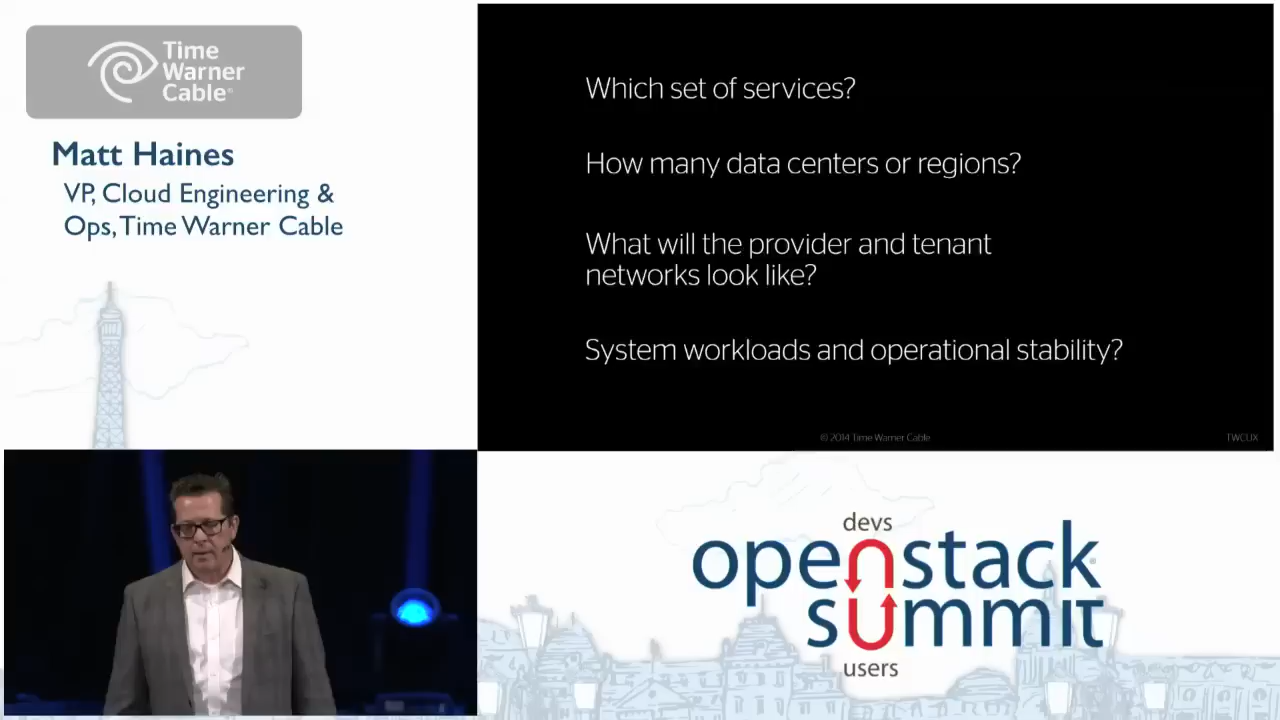 Time
Warner
Cable
Matt Haines
VP, Cloud Engineering &
Ops, Time Warner Cable
Which set of services?
How many data centers or regions?
What will the provider and tenant
networks look like?
System workloads and operational stability?
© 2014 Time Warner Cable
TWCUX
devs
openstack
summit
users